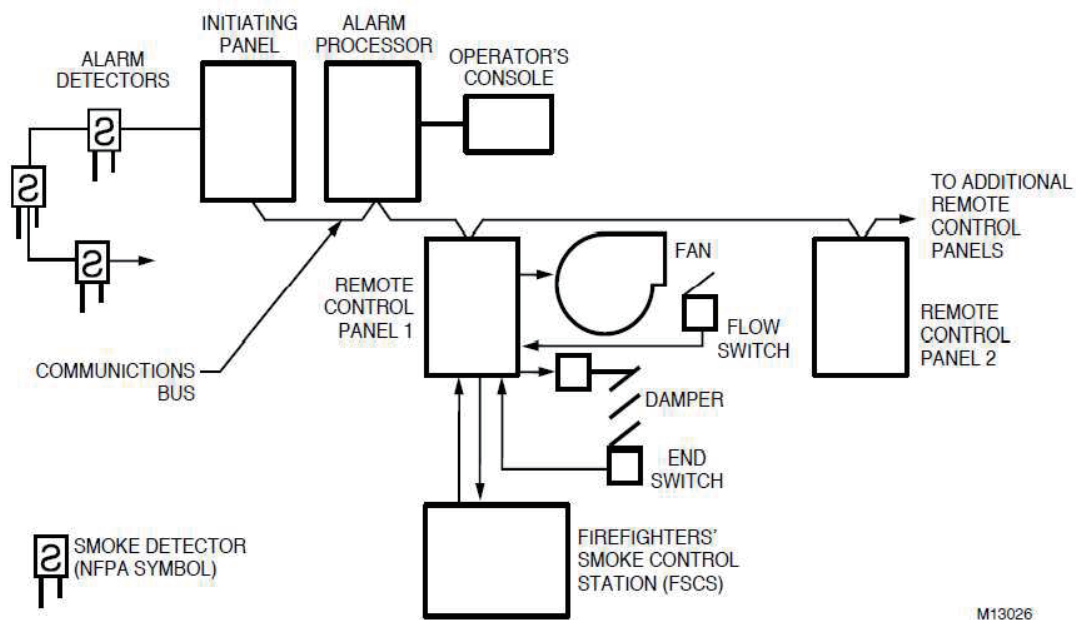 INITIATING
PANEL
ALARM
PROCESSOR
OPERATOR'S
CONSOLE
ALARM
DETECTORS
S
S
S
TO ADDITIONAL
REMOTE
CONTROL
PANELS
FAN
REMOTE
CONTROL
PANEL 1
FLOW
SWITCH
REMOTE
CONTROL
PANEL 2
COMMUNICTIONS
BUS
DAMPER
END
SWITCH
S
SMOKE DETECTOR
(NFPA SYMBOL)
FIREFIGHTERS'
SMOKE CONTROL
STATION (FSCS)
M13026